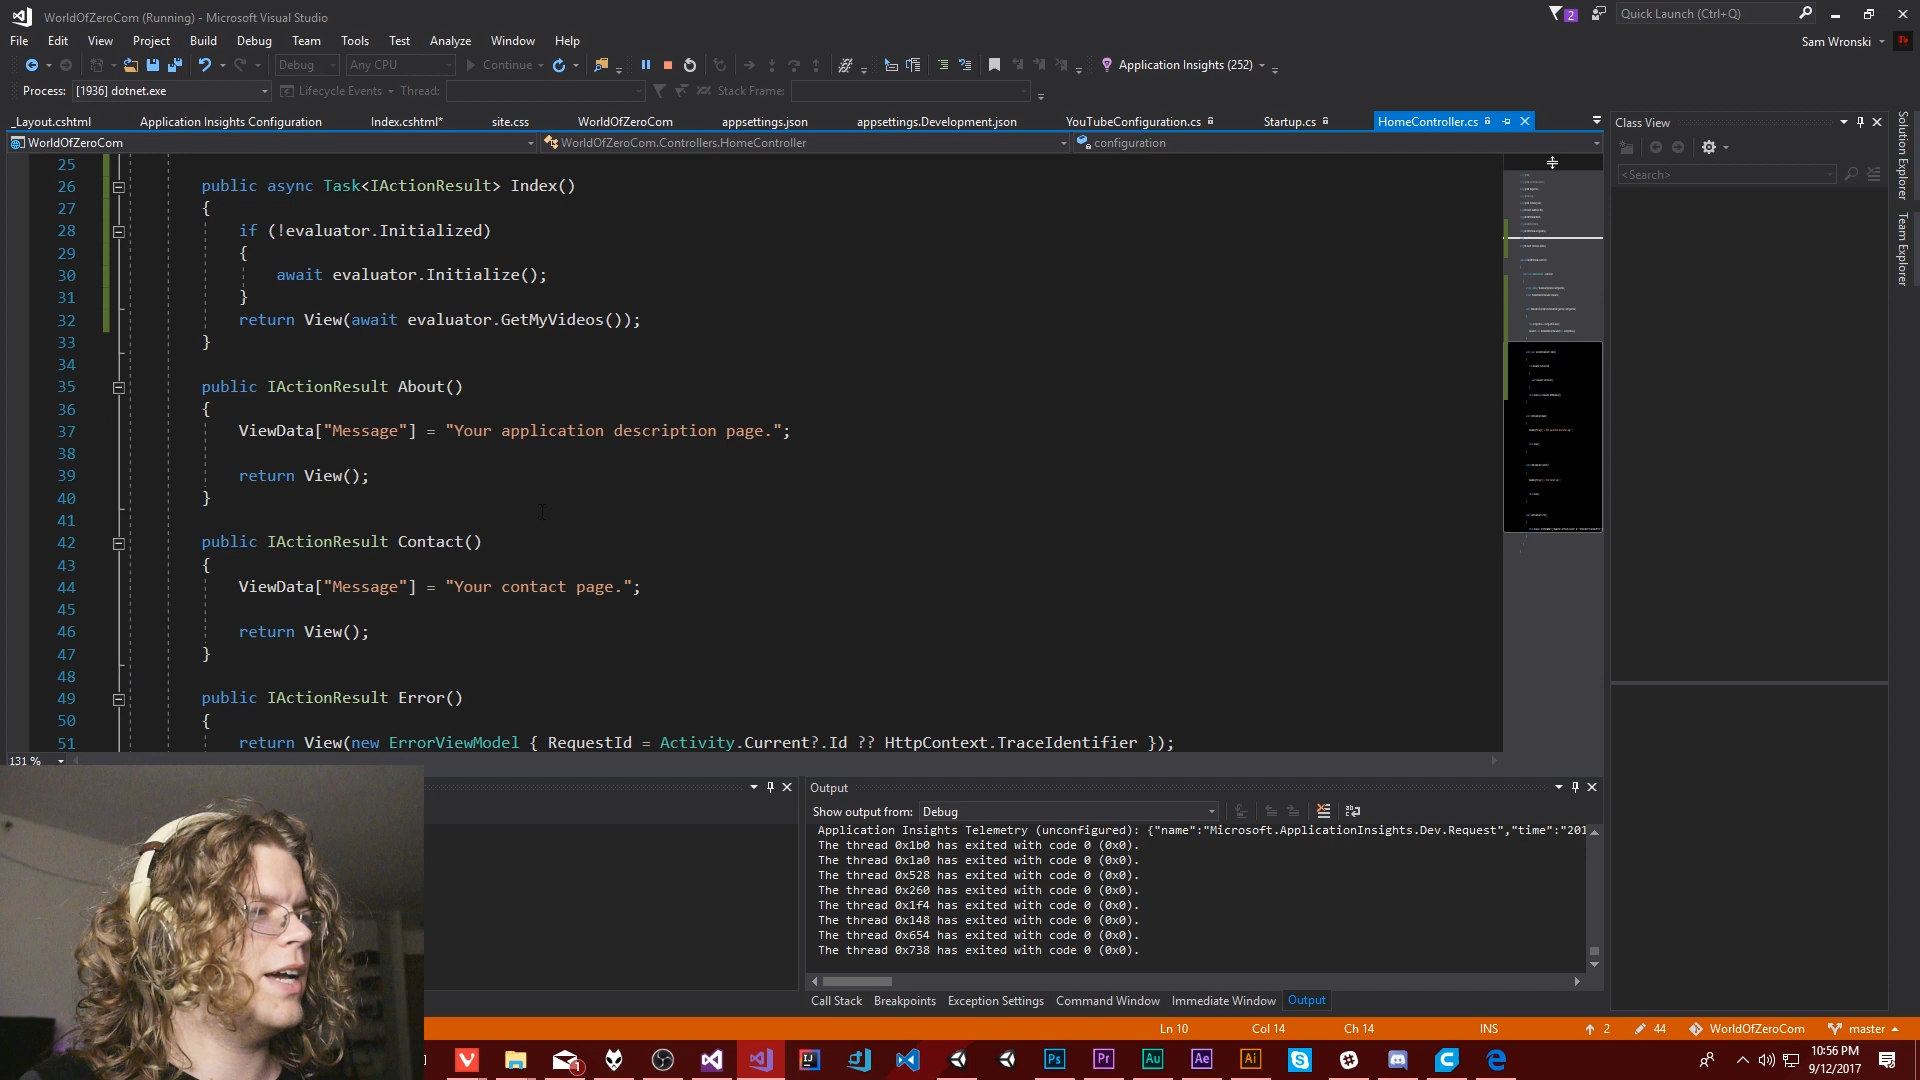 WorldOfZeroCom (Running) - Microsoft Visual Studio
2
Quick Launch (Ctrl+Q)
File Edit View Project Build Debug Team Tools Test Analyze Window Help
Sam Wronski
Debug Any CPU Continue Application Insights (252)
Process: [1936] dotnet.exe Lifecycle Events Thread: Stack Frame:
_Layout.cshtml Application Insights Configuration Index.cshtml* site.css WorldOfZeroCom appsettings.json appsettings.Development.json YouTubeConfiguration.cs Startup.cs HomeController.cs
Class View
WorldOfZeroCom WorldOfZeroCom.Controllers.HomeController configuration
<Search>
Solution Explorer
Team Explorer
25
26 public async Task<IActionResult> Index()
27 {
28 if (!evaluator.Initialized)
29 {
30 await evaluator.Initialize();
31 }
32 return View(await evaluator.GetMyVideos());
33 }
34
35 public IActionResult About()
36 {
37 ViewData["Message"] = "Your application description page.";
38
39 return View();
40 }
41
42 public IActionResult Contact()
43 {
44 ViewData["Message"] = "Your contact page.";
45
46 return View();
47 }
48
49 public IActionResult Error()
50 {
51 return View(new ErrorViewModel { RequestId = Activity.Current?.Id ?? HttpContext.TraceIdentifier });
131 %
Output
Show output from: Debug
Application Insights Telemetry (unconfigured): {"name":"Microsoft.ApplicationInsights.Dev.Request","time":"201
The thread 0x1b0 has exited with code 0 (0x0).
The thread 0x1a0 has exited with code 0 (0x0).
The thread 0x528 has exited with code 0 (0x0).
The thread 0x260 has exited with code 0 (0x0).
The thread 0x1f4 has exited with code 0 (0x0).
The thread 0x148 has exited with code 0 (0x0).
The thread 0x654 has exited with code 0 (0x0).
The thread 0x738 has exited with code 0 (0x0).
Call Stack Breakpoints Exception Settings Command Window Immediate Window Output
Ln 10 Col 14 Ch 14 INS 2 44 WorldOfZeroCom master
1 Ps Pr Au Ae Ai
10:56 PM
9/12/2017